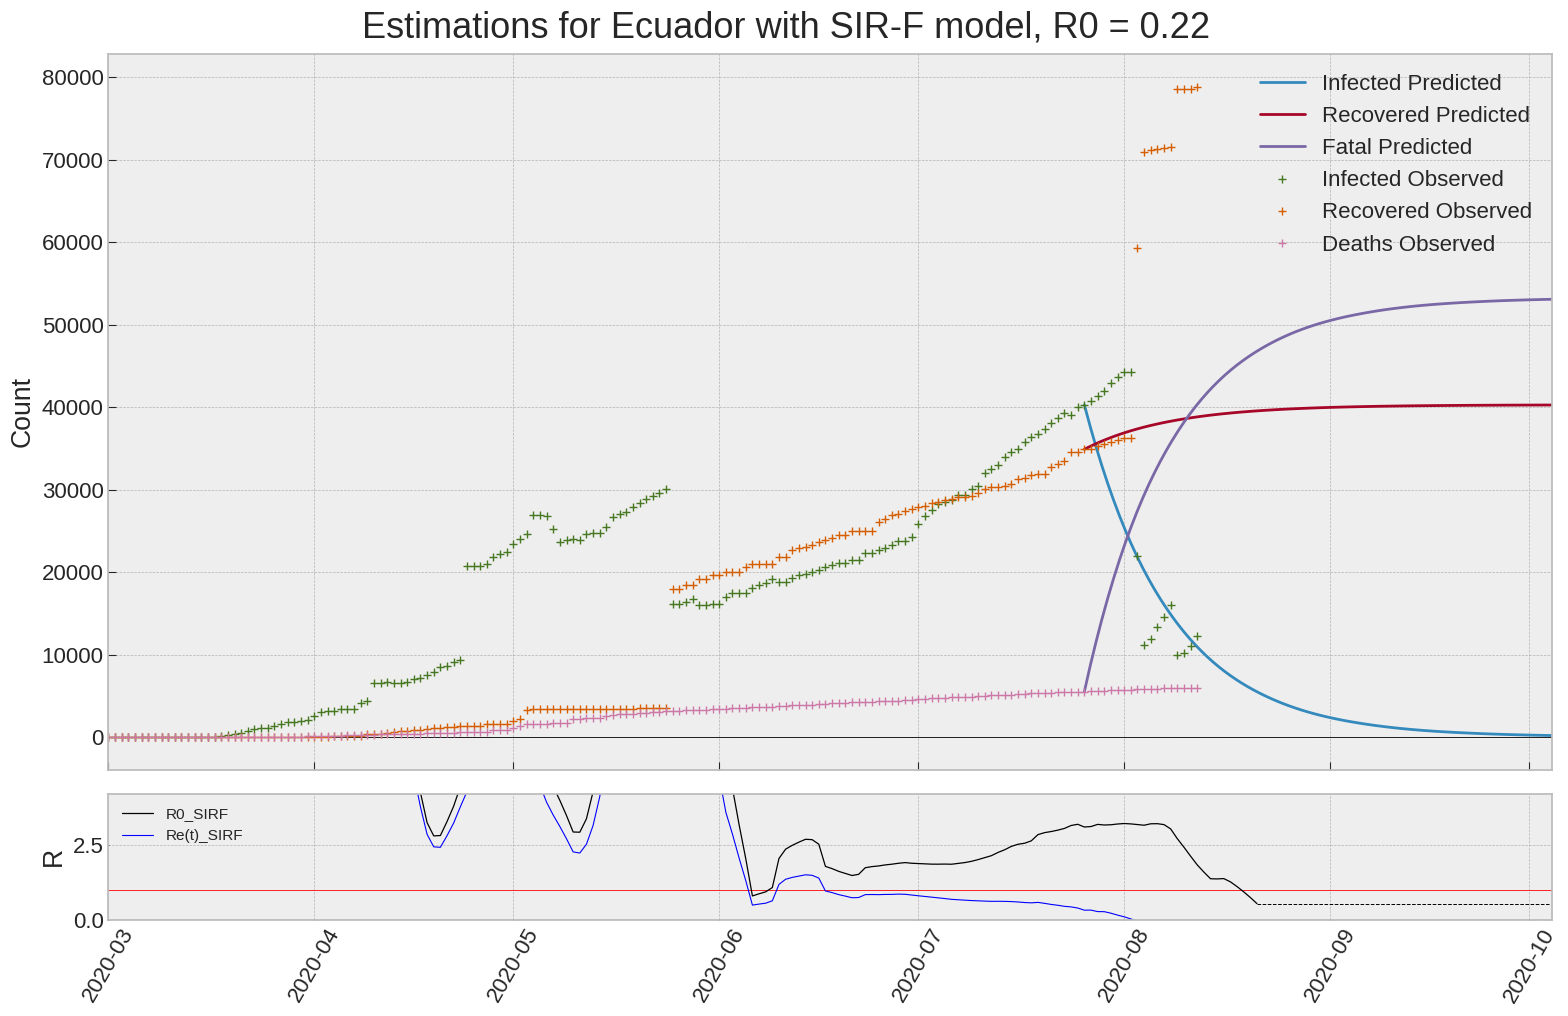 Estimations for Ecuador with SIR-F model, R0 = 0.22
80000
70000
60000
50000
40000
30000
20000
10000
0
Count
Infected Predicted
Recovered Predicted
Fatal Predicted
Infected Observed
Recovered Observed
Deaths Observed
R0_SIRF
Re(t)_SIRF
2.5
0.0
R
2020-03
2020-04
2020-05
2020-06
2020-07
2020-08
2020-09
2020-10